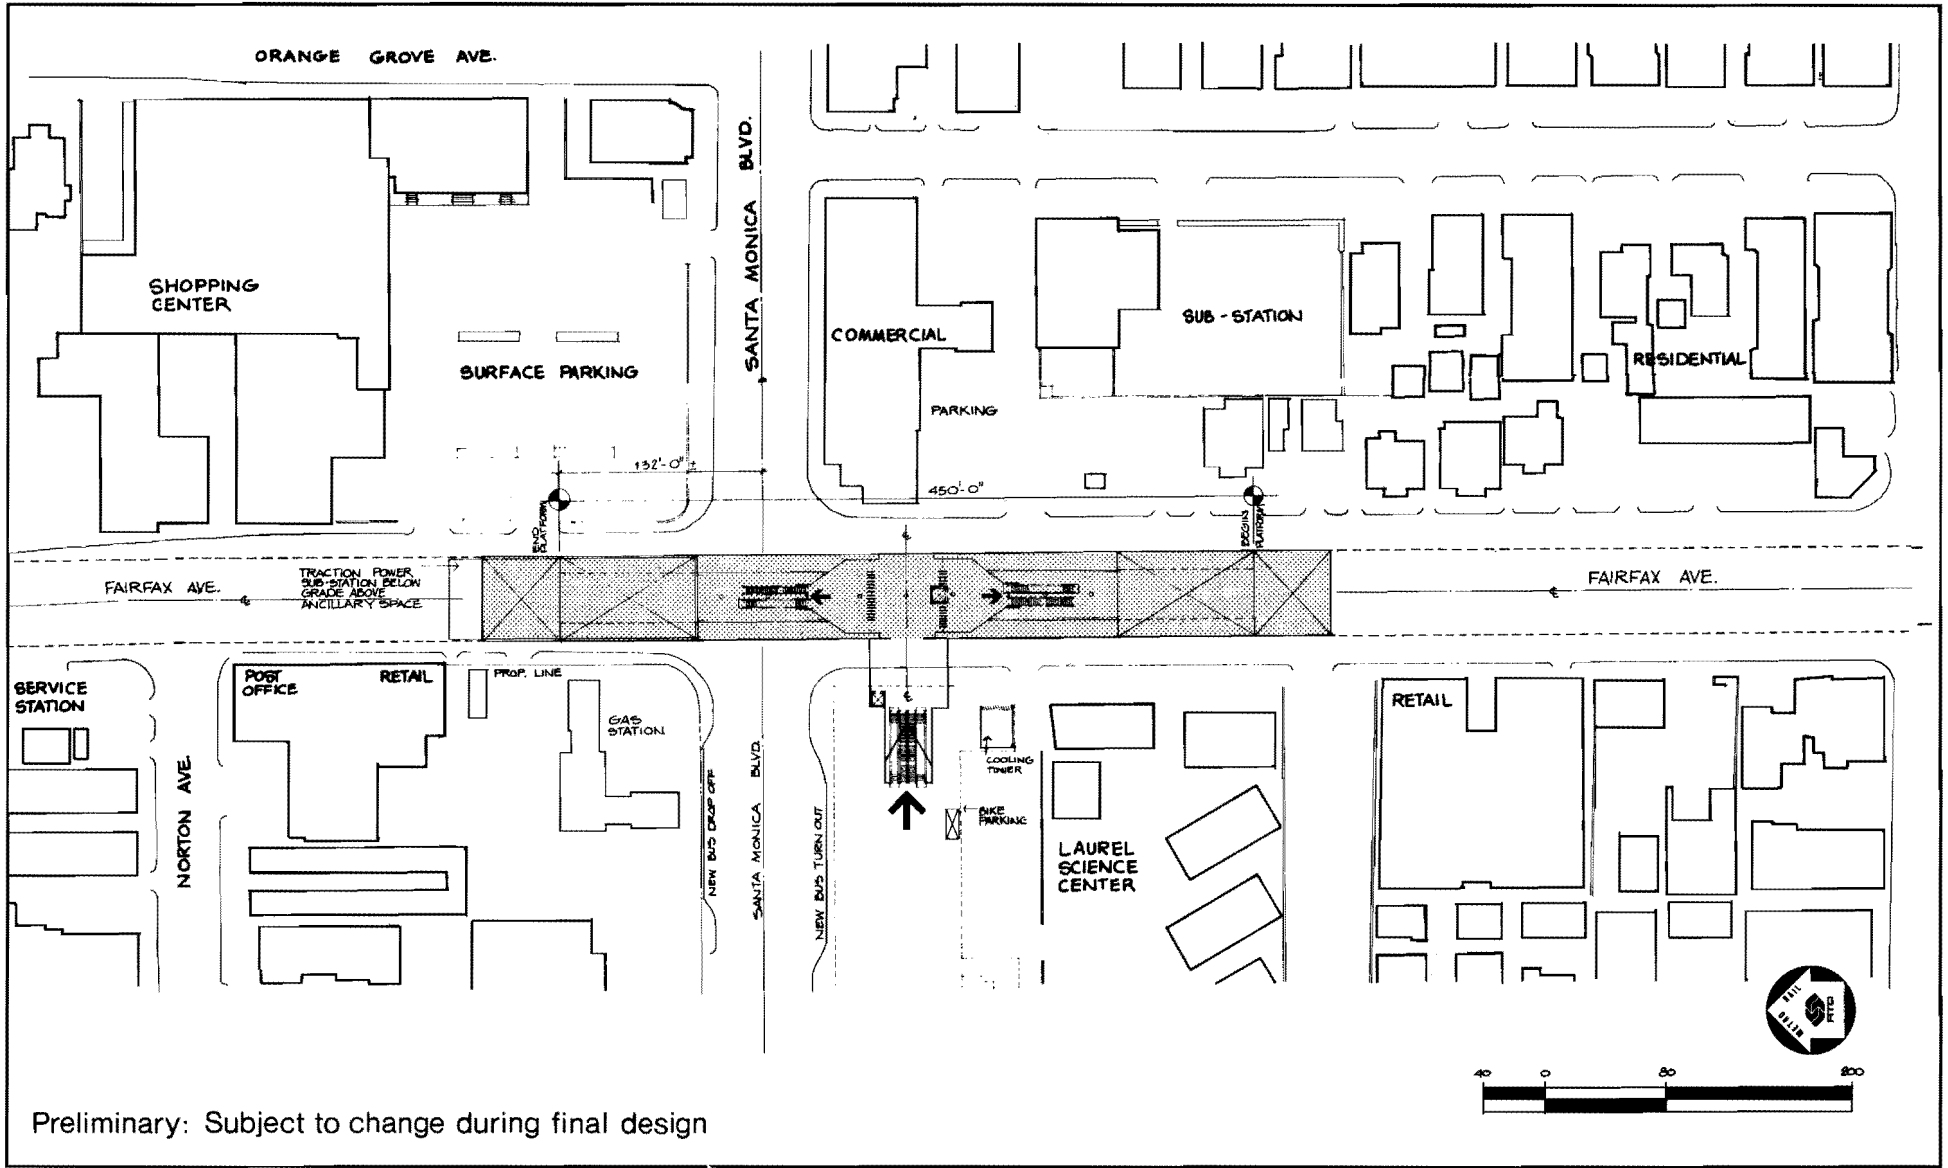 ORANGE GROVE AVE.
SANTA MONICA BLVD.
SHOPPING
CENTER
SURFACE PARKING
COMMERCIAL
PARKING
SUB-STATION
RESIDENTIAL
132'-0" ±
450'-0"
END
PLATFORM
BEGINS
PLATFORM
FAIRFAX AVE.
TRACTION POWER
SUB-STATION BELOW
GRADE ABOVE
ANCILLARY SPACE
FAIRFAX AVE.
SERVICE
STATION
POST
OFFICE
RETAIL
PROP. LINE
GAS
STATION
NORTON AVE.
NEW BUS DROP OFF
SANTA MONICA BLVD.
NEW BUS TURN OUT
COOLING
TOWER
BIKE
PARKING
LAUREL
SCIENCE
CENTER
RETAIL
METRO RAIL
RTD
40 0 80 200
Preliminary: Subject to change during final design